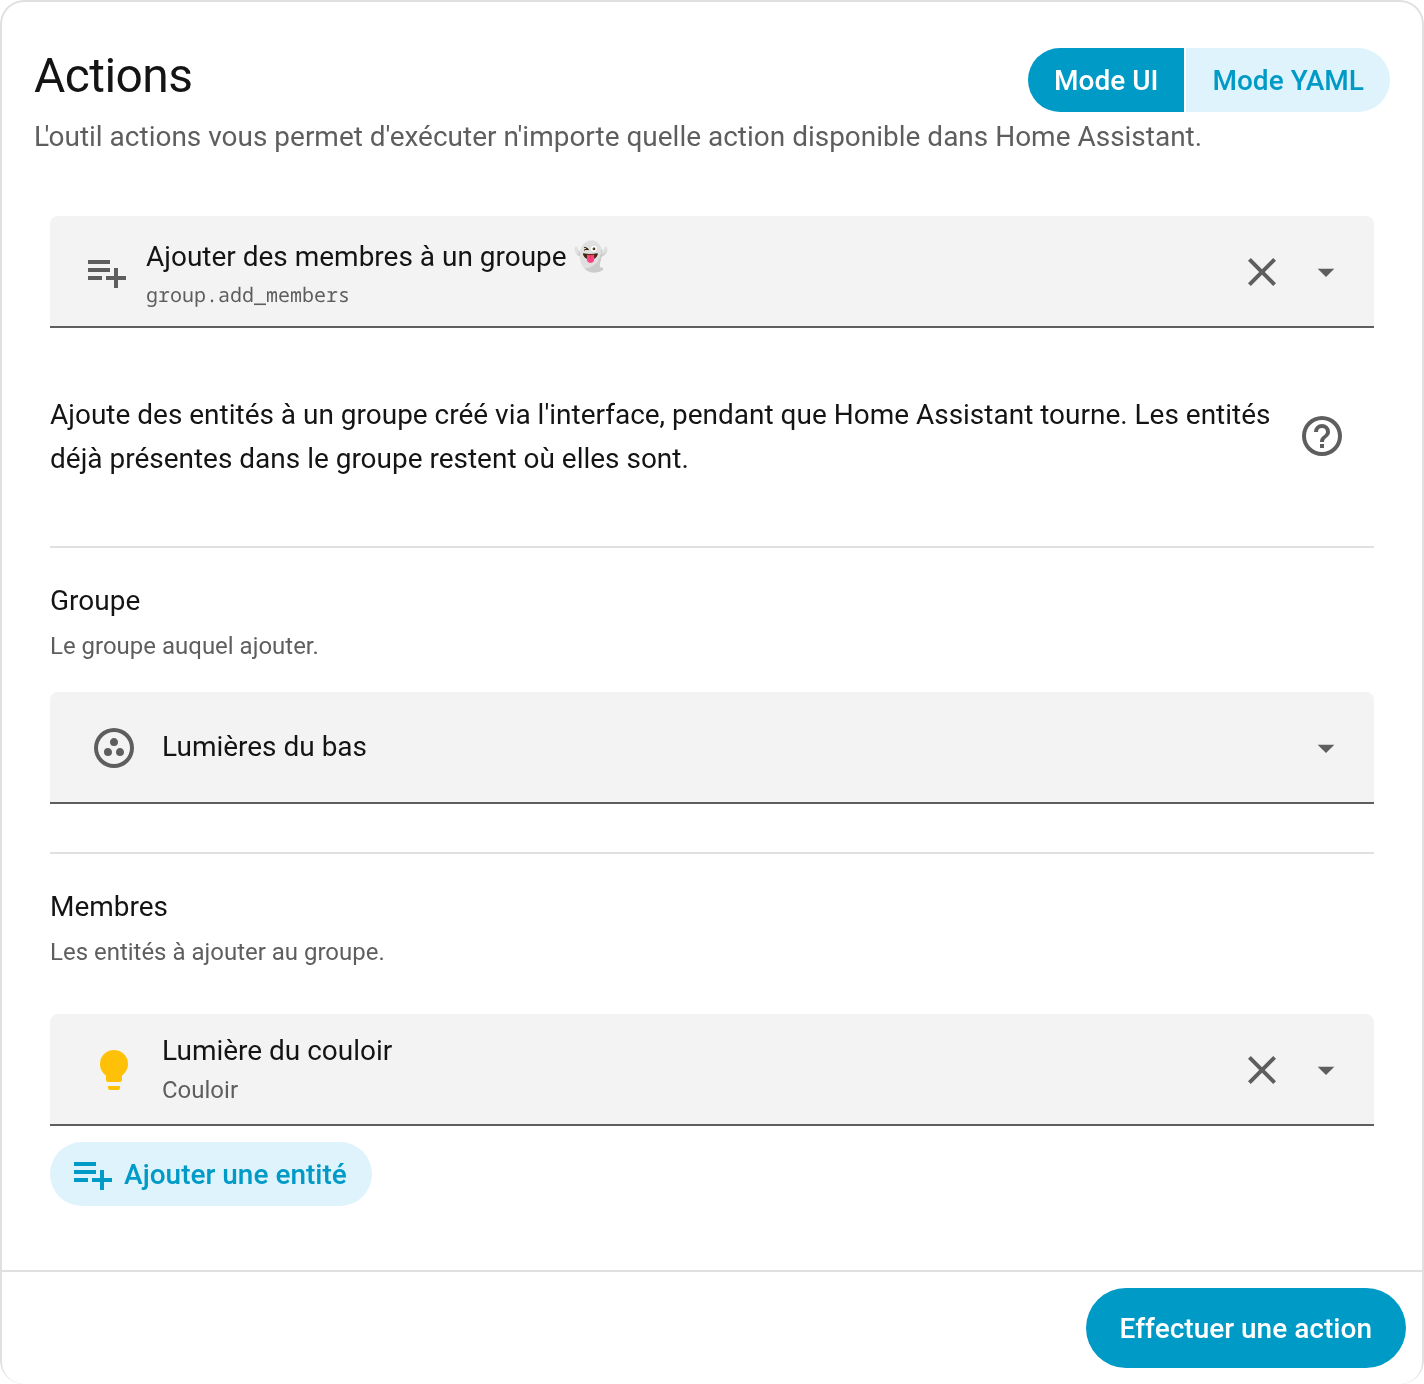 Actions
Mode UI
Mode YAML
L'outil actions vous permet d'exécuter n'importe quelle action disponible dans Home Assistant.
Ajouter des membres à un groupe 👻
group.add_members
Ajoute des entités à un groupe créé via l'interface, pendant que Home Assistant tourne. Les entités
déjà présentes dans le groupe restent où elles sont.
Groupe
Le groupe auquel ajouter.
Lumières du bas
Membres
Les entités à ajouter au groupe.
Lumière du couloir
Couloir
Ajouter une entité
Effectuer une action